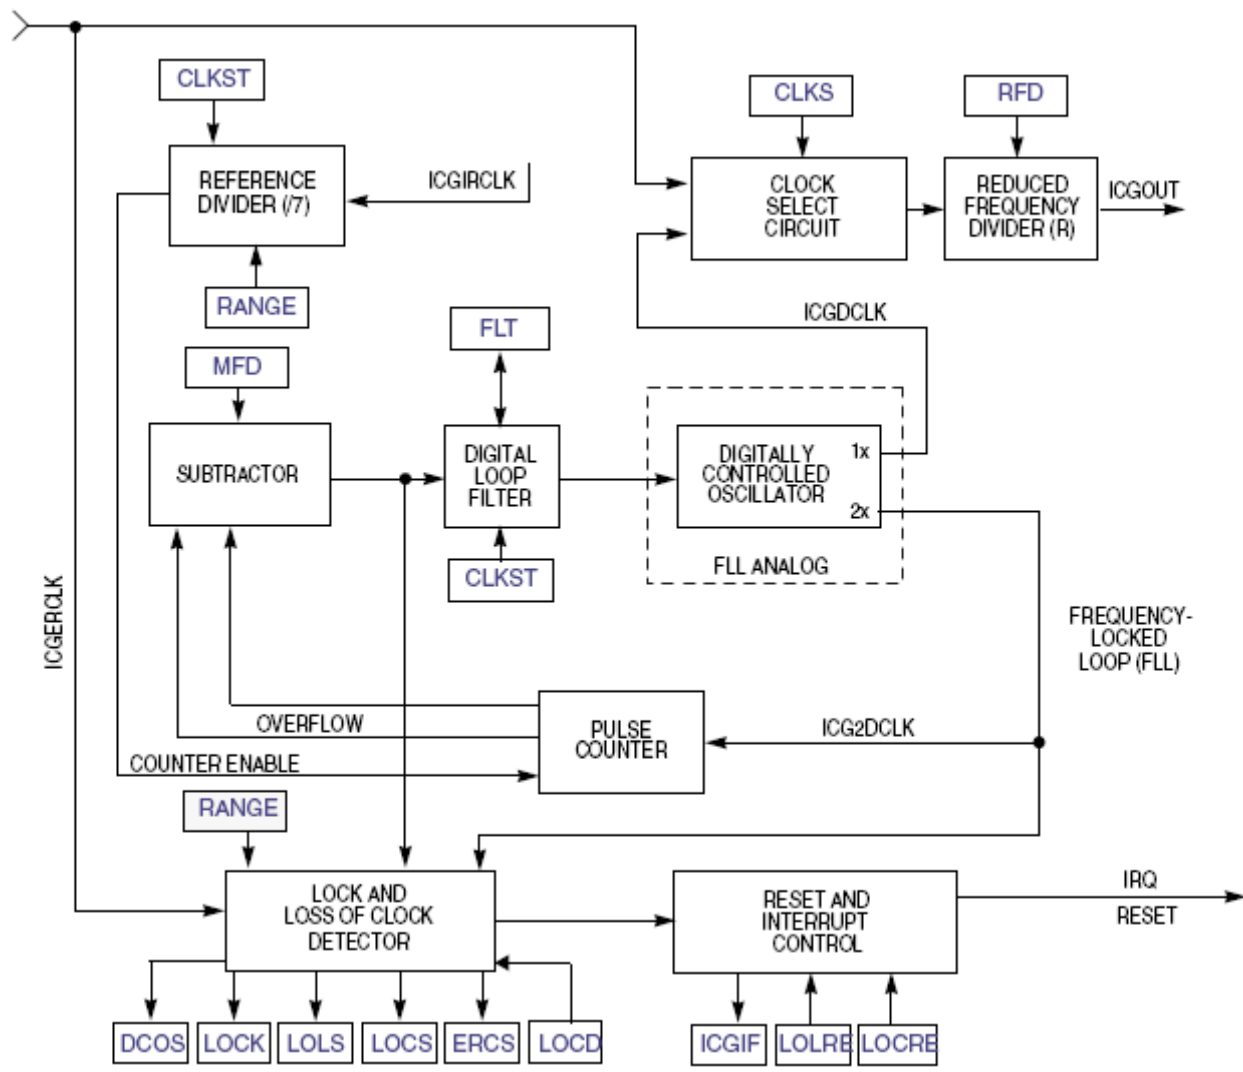 CLKST
CLKS
RFD
REFERENCE
DIVIDER (/7)
ICGIRCLK
CLOCK
SELECT
CIRCUIT
REDUCED
FREQUENCY
DIVIDER (R)
ICGOUT
RANGE
ICGDCLK
FLT
MFD
SUBTRACTOR
DIGITAL
LOOP
FILTER
DIGITALLY
CONTROLLED
OSCILLATOR
1x
2x
FLL ANALOG
CLKST
ICGERCLK
FREQUENCY-
LOCKED
LOOP (FLL)
OVERFLOW
PULSE
COUNTER
ICG2DCLK
COUNTER ENABLE
RANGE
LOCK AND
LOSS OF CLOCK
DETECTOR
RESET AND
INTERRUPT
CONTROL
IRQ
RESET
DCOS
LOCK
LOLS
LOCS
ERCS
LOCD
ICGIF
LOLRE
LOCRE